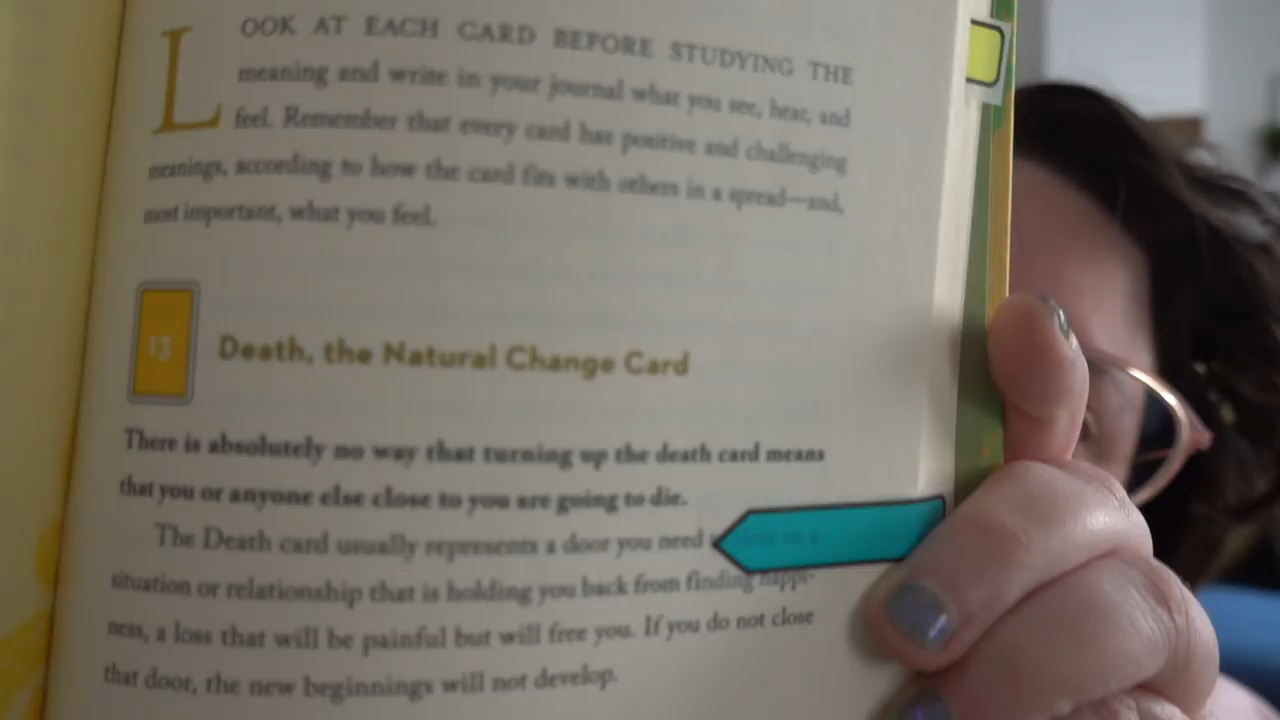 LOOK AT EACH CARD BEFORE STUDYING THE
meaning and write in your journal what you see, hear, and
feel. Remember that every card has positive and challenging
meanings, according to how the card fits with others in a spread—and,
most important, what you feel.
13
Death, the Natural Change Card
There is absolutely no way that turning up the death card means
that you or anyone else close to you are going to die.
The Death card usually represents a door you need to close on a
situation or relationship that is holding you back from finding happi-
ness, a loss that will be painful but will free you. If you do not close
that door, the new beginnings will not develop.